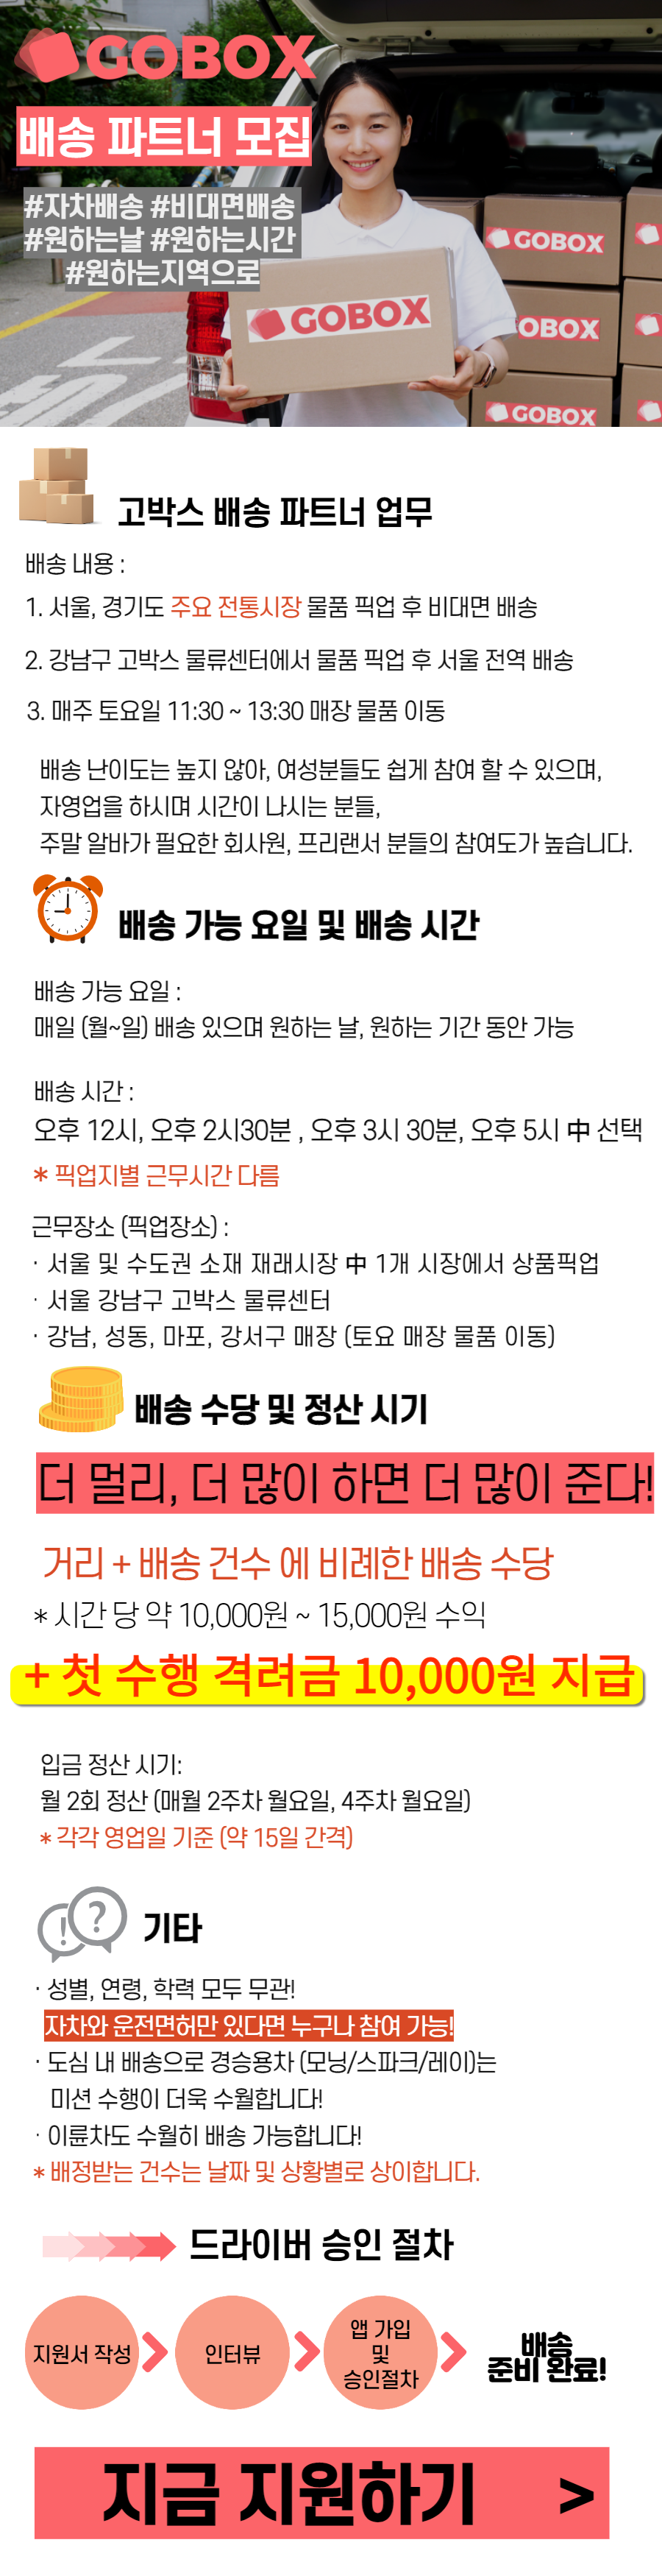 GOBOX
배송 파트너 모집
#자차배송 #비대면배송
#원하는날 #원하는시간
#원하는지역으로
GOBOX
GOBOX
OBOX
GOBOX
고박스 배송 파트너 업무
배송 내용 :
1. 서울, 경기도 주요 전통시장 물품 픽업 후 비대면 배송
2. 강남구 고박스 물류센터에서 물품 픽업 후 서울 전역 배송
3. 매주 토요일 11:30 ~ 13:30 매장 물품 이동
배송 난이도는 높지 않아, 여성분들도 쉽게 참여 할 수 있으며,
자영업을 하시며 시간이 나시는 분들,
주말 알바가 필요한 회사원, 프리랜서 분들의 참여도가 높습니다.
배송 가능 요일 및 배송 시간
배송 가능 요일 :
매일 (월~일) 배송 있으며 원하는 날, 원하는 기간 동안 가능
배송 시간 :
오후 12시, 오후 2시30분 , 오후 3시 30분, 오후 5시 中 선택
* 픽업지별 근무시간 다름
근무장소 (픽업장소) :
· 서울 및 수도권 소재 재래시장 中 1개 시장에서 상품픽업
· 서울 강남구 고박스 물류센터
· 강남, 성동, 마포, 강서구 매장 (토요 매장 물품 이동)
배송 수당 및 정산 시기
더 멀리, 더 많이 하면 더 많이 준다!
거리 + 배송 건수 에 비례한 배송 수당
* 시간 당 약 10,000원 ~ 15,000원 수익
+ 첫 수행 격려금 10,000원 지급
입금 정산 시기:
월 2회 정산 (매월 2주차 월요일, 4주차 월요일)
* 각각 영업일 기준 (약 15일 간격)
! ?
기타
· 성별, 연령, 학력 모두 무관!
자차와 운전면허만 있다면 누구나 참여 가능!
· 도심 내 배송으로 경승용차 (모닝/스파크/레이)는
미션 수행이 더욱 수월합니다!
· 이륜차도 수월히 배송 가능합니다!
* 배정받는 건수는 날짜 및 상황별로 상이합니다.
드라이버 승인 절차
지원서 작성
인터뷰
앱 가입
및
승인절차
배송
준비 완료!
지금 지원하기 >